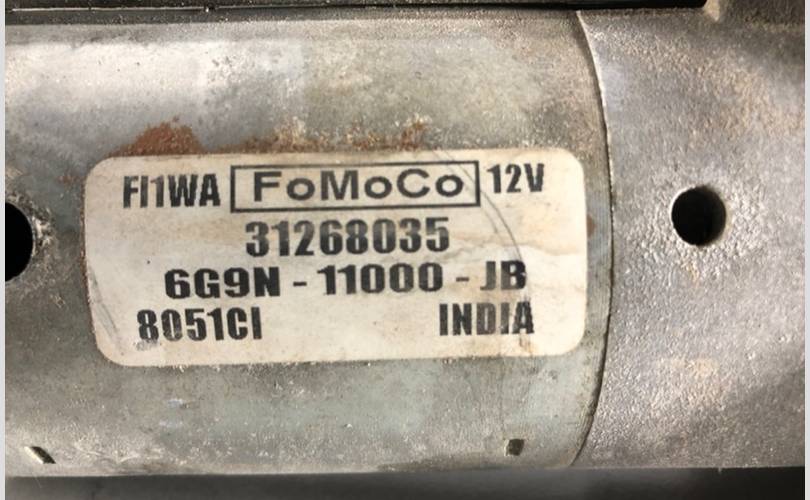 FI1WA FoMoCo 12V
31268035
6G9N - 11000 - JB
8051CI INDIA